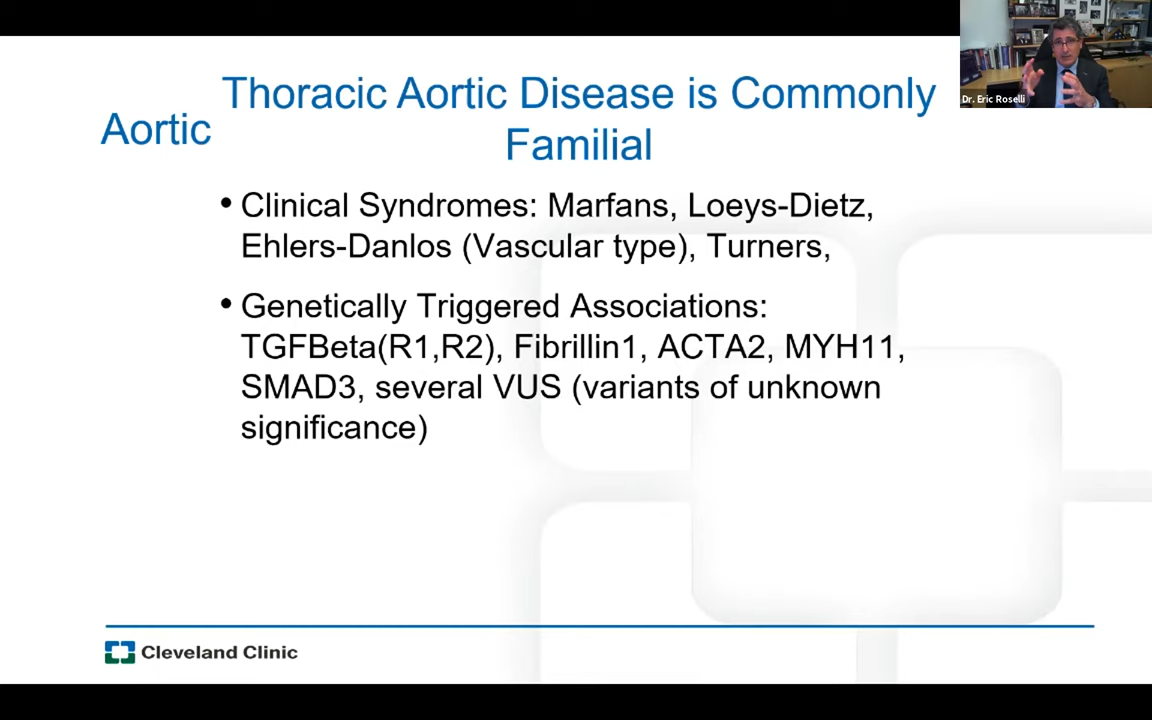 Dr. Eric Roselli
Thoracic Aortic Disease is Commonly
Aortic
Familial
• Clinical Syndromes: Marfans, Loeys-Dietz,
Ehlers-Danlos (Vascular type), Turners,
• Genetically Triggered Associations:
TGFBeta(R1,R2), Fibrillin1, ACTA2, MYH11,
SMAD3, several VUS (variants of unknown
significance)
Cleveland Clinic